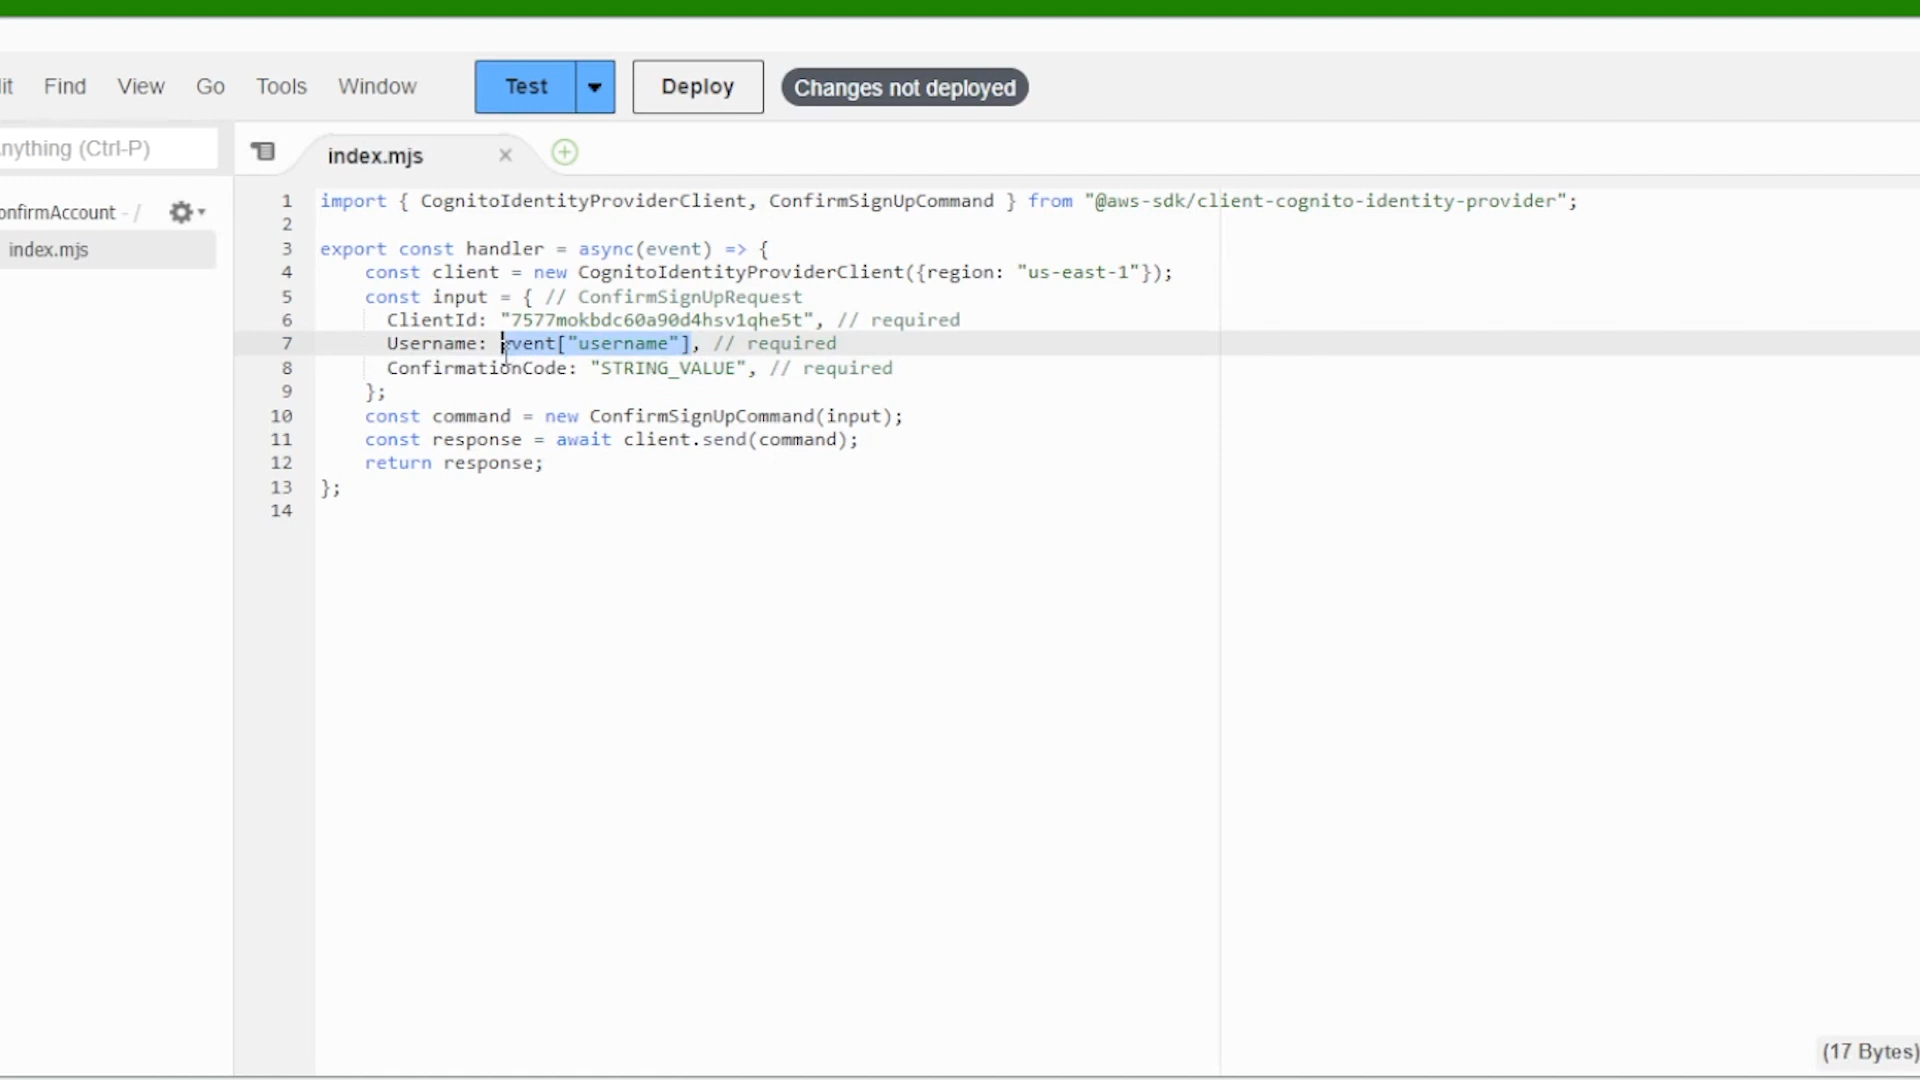 it Find View Go Tools Window Test Deploy Changes not deployed
nything (Ctrl-P) index.mjs
onfirmAccount - /
index.mjs
1 import { CognitoIdentityProviderClient, ConfirmSignUpCommand } from "@aws-sdk/client-cognito-identity-provider";
2
3 export const handler = async(event) => {
4 const client = new CognitoIdentityProviderClient({region: "us-east-1"});
5 const input = { // ConfirmSignUpRequest
6 ClientId: "7577mokbdc60a90d4hsv1qhe5t", // required
7 Username: event["username"], // required
8 ConfirmationCode: "STRING_VALUE", // required
9 };
10 const command = new ConfirmSignUpCommand(input);
11 const response = await client.send(command);
12 return response;
13 };
14
(17 Bytes)